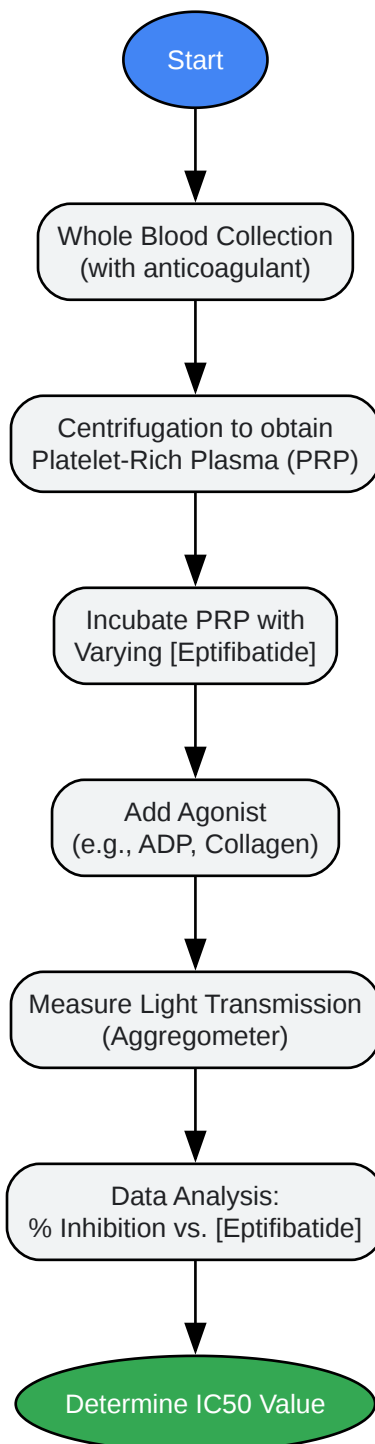 Start
Whole Blood Collection
(with anticoagulant)
Centrifugation to obtain
Platelet-Rich Plasma (PRP)
Incubate PRP with
Varying [Eptifibatide]
Add Agonist
(e.g., ADP, Collagen)
Measure Light Transmission
(Aggregometer)
Data Analysis:
% Inhibition vs. [Eptifibatide]
Determine IC50 Value